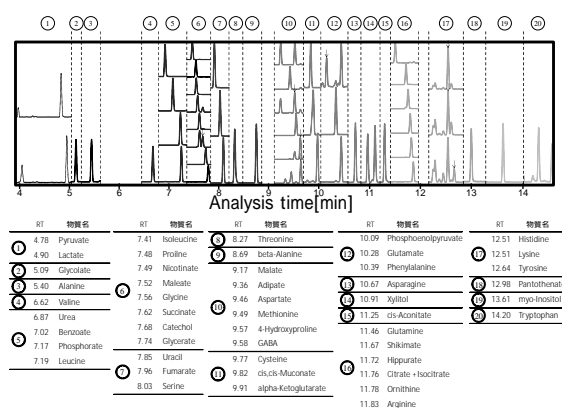 ① ② ③ ④ ⑤ ⑥ ⑦ ⑧ ⑨ ⑩ ⑪ ⑫ ⑬ ⑭ ⑮ ⑯ ⑰ ⑱ ⑲ ⑳
4 5 6 7 8 9 10 11 12 13 14
Analysis time[min]
RT 物質名
① 4.78 Pyruvate
4.90 Lactate
② 5.09 Glycolate
③ 5.40 Alanine
④ 6.62 Valine
⑤ 6.87 Urea
7.02 Benzoate
7.17 Phosphorate
7.19 Leucine
RT 物質名
⑥ 7.41 Isoleucine
7.48 Proilne
7.49 Nicotinate
7.52 Maleate
7.56 Glycine
7.62 Succinate
7.68 Catechol
7.74 Glycerate
⑦ 7.85 Uracil
7.96 Fumarate
8.03 Serine
RT 物質名
⑧ 8.27 Threonine
⑨ 8.69 beta-Alanine
⑩ 9.17 Malate
9.36 Adipate
9.46 Aspartate
9.49 Methionine
9.57 4-Hydroxyproline
9.58 GABA
⑪ 9.77 Cysteine
9.82 cis,cis-Muconate
9.91 alpha-Ketoglutarate
RT 物質名
⑫ 10.09 Phosphoenolpyruvate
10.28 Glutamate
10.39 Phenylalanine
⑬ 10.67 Asparagine
⑭ 10.91 Xylitol
⑮ 11.25 cis-Aconitate
⑯ 11.46 Glutamine
11.67 Shikimate
11.72 Hippurate
11.76 Citrate +Isocitrate
11.78 Ornithine
11.83 Arginine
RT 物質名
⑰ 12.51 Histidine
12.51 Lysine
12.64 Tyrosine
⑱ 12.98 Pantothenate
⑲ 13.61 myo-Inositol
⑳ 14.20 Tryptophan